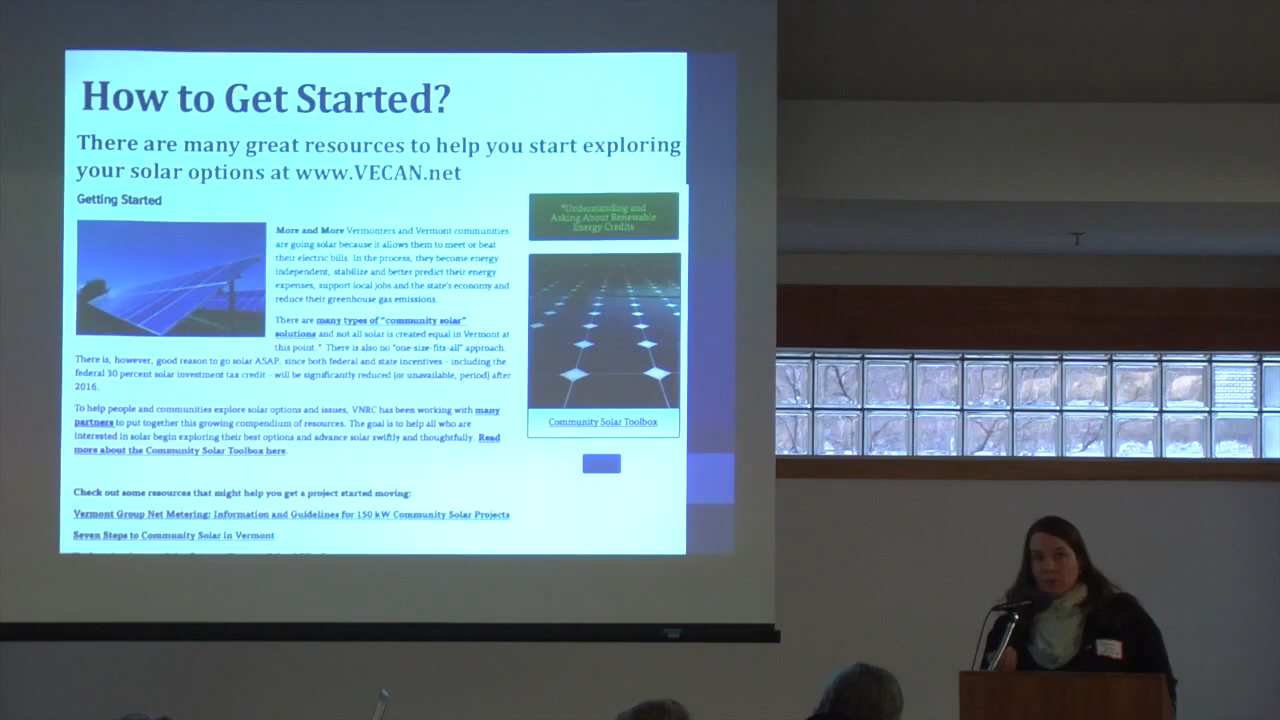 How to Get Started?
There are many great resources to help you start exploring
your solar options at www.VECAN.net
Getting Started
More and More Vermonters and Vermont communities
are going solar because it allows them to meet or beat
their electric bills. In the process, they become energy
independent, stabilize and better predict their energy
expenses, support local jobs and the state's economy and
reduce their greenhouse gas emissions.
There are many types of "community solar"
solutions and not all solar is created equal in Vermont at
this point." There is also no "one-size-fits-all" approach.
There is, however, good reason to go solar ASAP, since both federal and state incentives – including the
federal 30 percent solar investment tax credit – will be significantly reduced (or unavailable, period) after
2016.
To help people and communities explore solar options and issues, VNRC has been working with many
partners to put together this growing compendium of resources. The goal is to help all who are
interested in solar begin exploring their best options and advance solar swiftly and thoughtfully. Read
more about the Community Solar Toolbox here.
Check out some resources that might help you get a project started moving:
Vermont Group Net Metering: Information and Guidelines for 150 kW Community Solar Projects
Seven Steps to Community Solar in Vermont
"Understanding and
Asking About Renewable
Energy Credits
Community Solar Toolbox